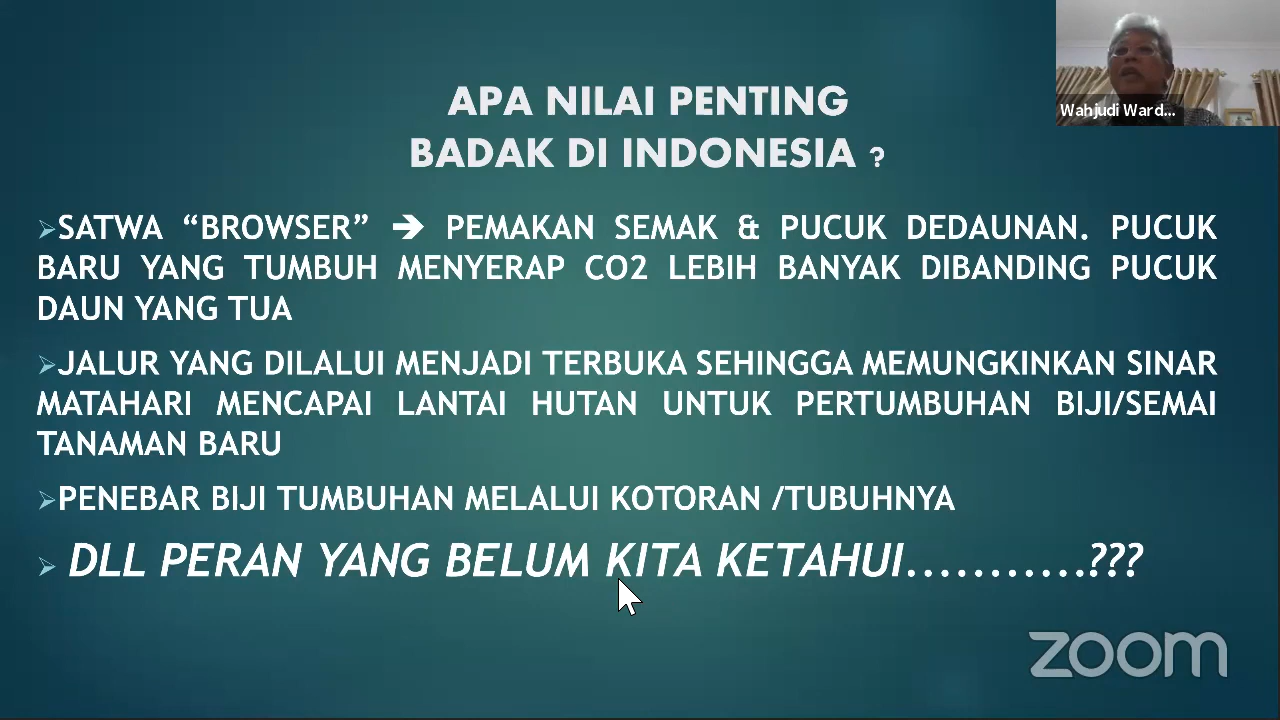 Wahjudi Ward...
APA NILAI PENTING
BADAK DI INDONESIA ?
➢SATWA “BROWSER” ➔ PEMAKAN SEMAK & PUCUK DEDAUNAN. PUCUK
BARU YANG TUMBUH MENYERAP CO2 LEBIH BANYAK DIBANDING PUCUK
DAUN YANG TUA
➢JALUR YANG DILALUI MENJADI TERBUKA SEHINGGA MEMUNGKINKAN SINAR
MATAHARI MENCAPAI LANTAI HUTAN UNTUK PERTUMBUHAN BIJI/SEMAI
TANAMAN BARU
➢PENEBAR BIJI TUMBUHAN MELALUI KOTORAN /TUBUHNYA
➢ DLL PERAN YANG BELUM KITA KETAHUI...........???
zoom